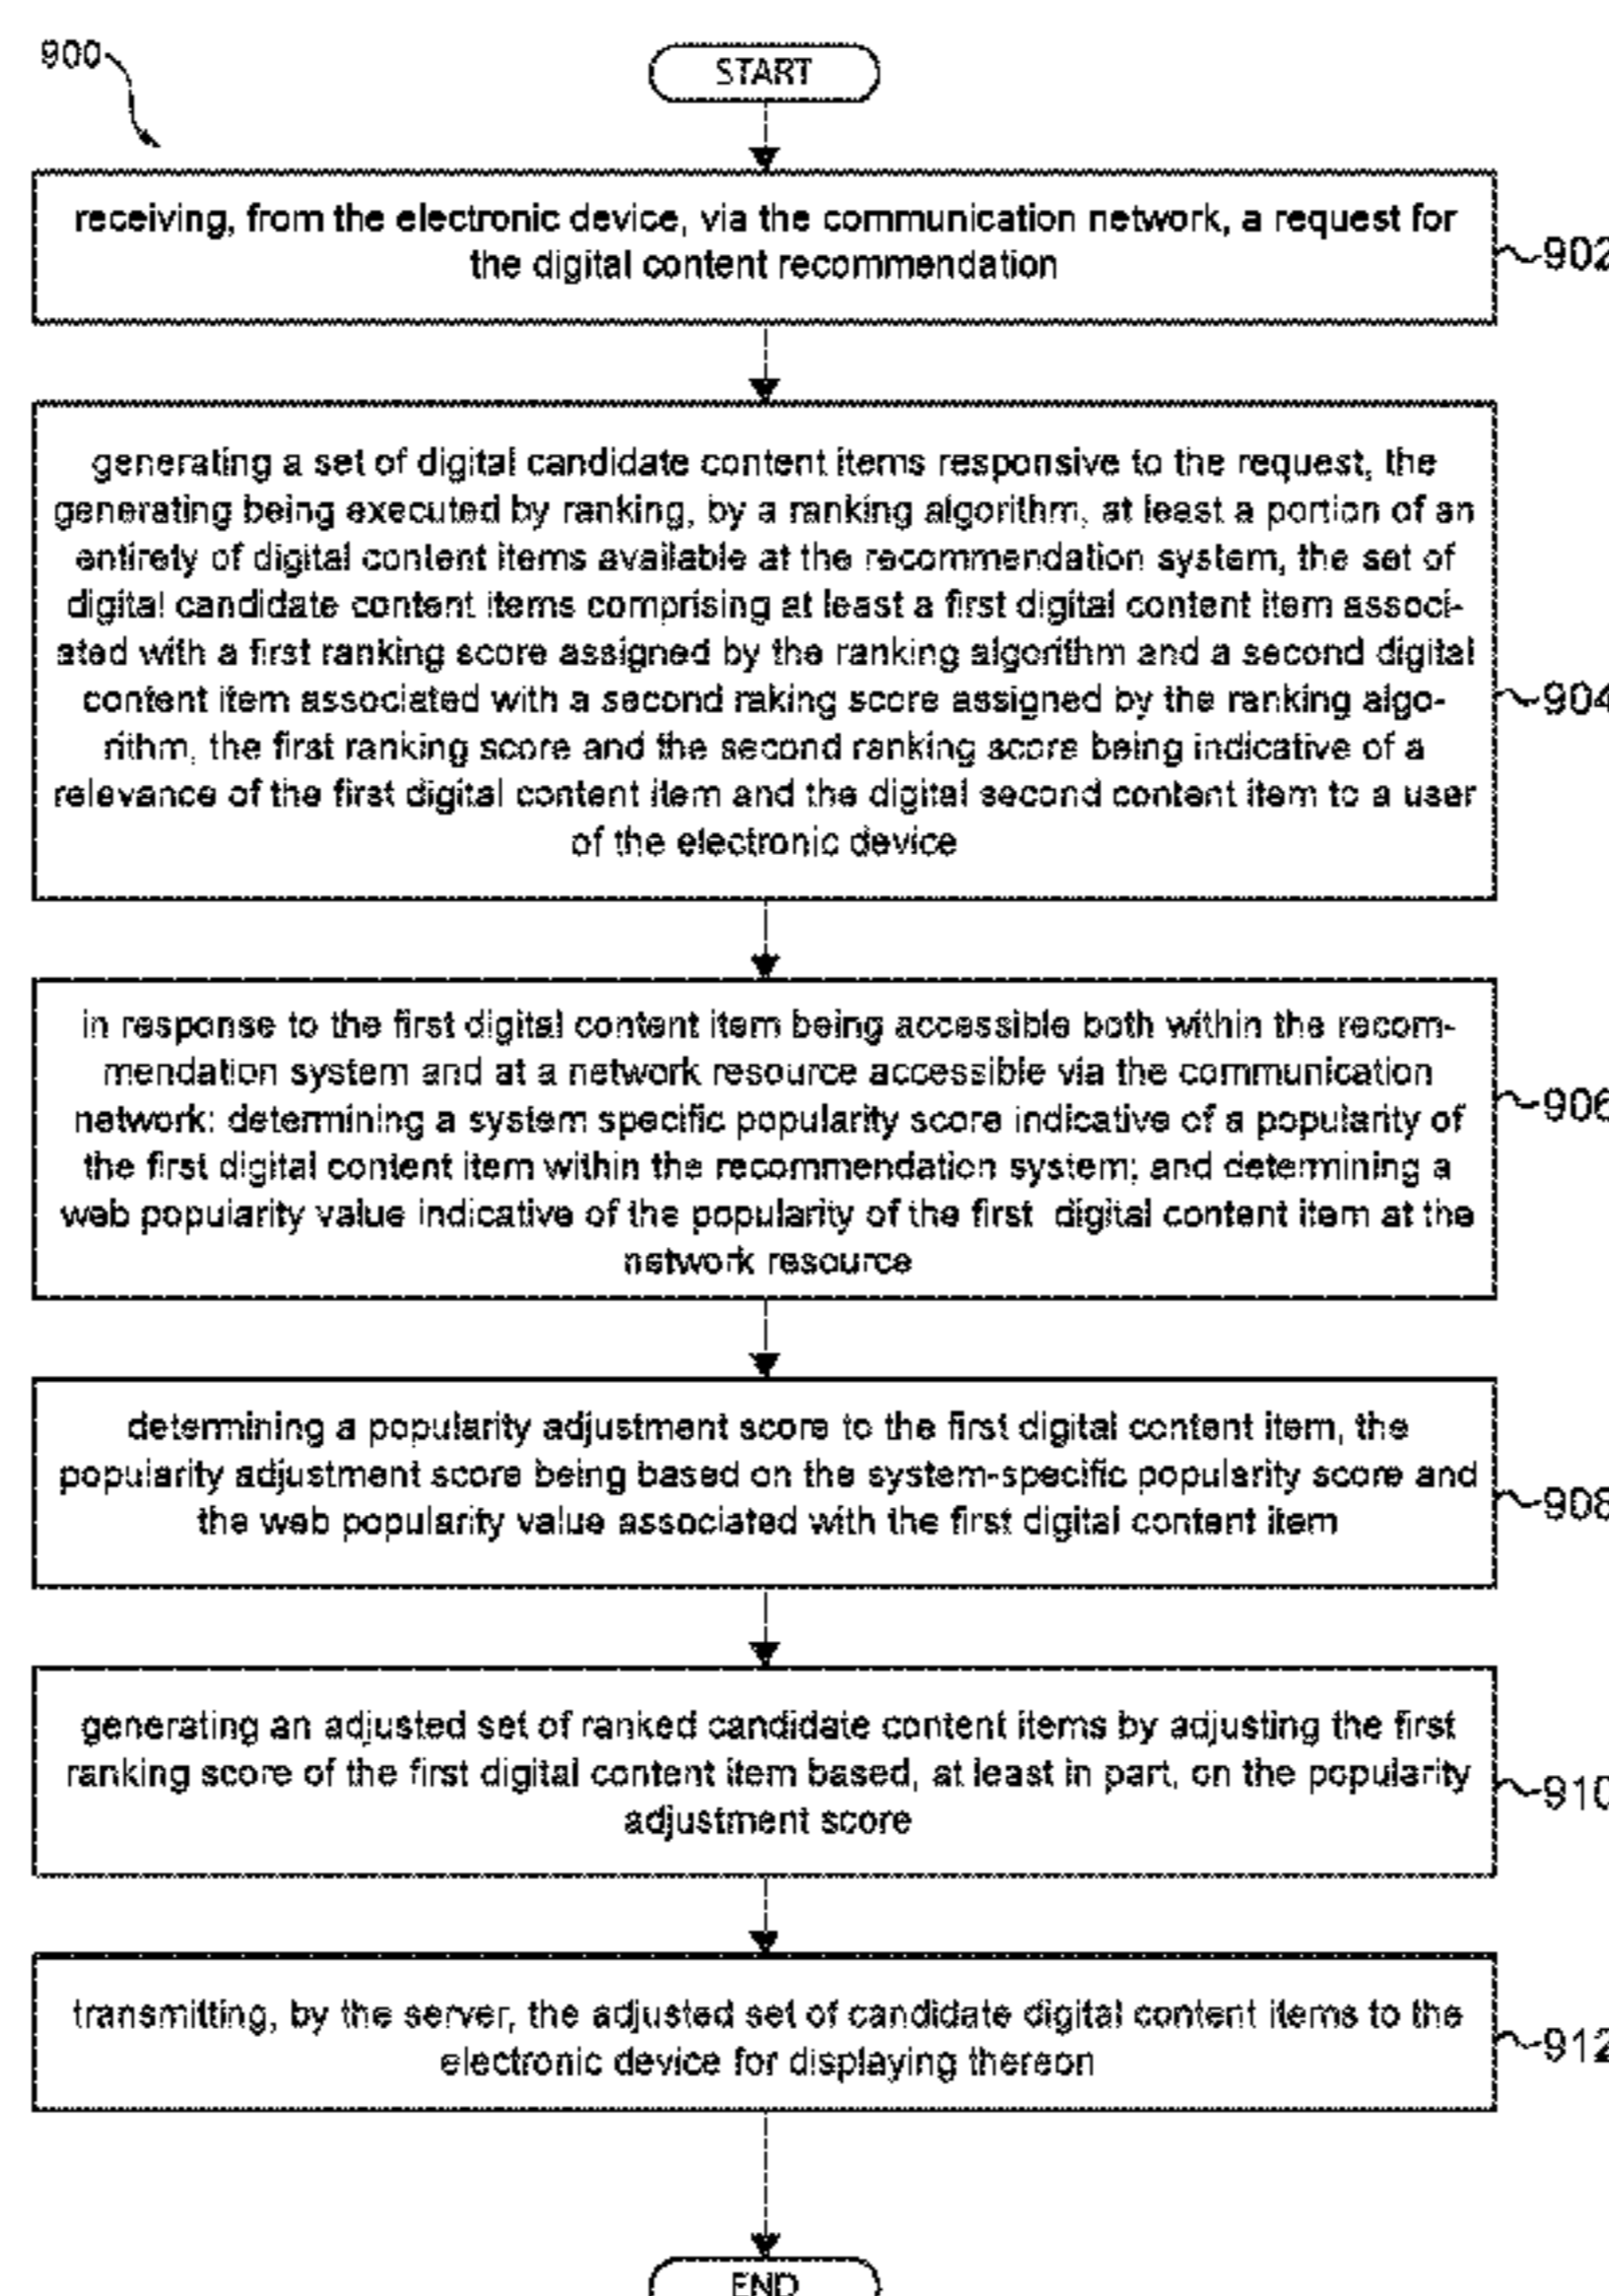 900
START
receiving, from the electronic device, via the communication network, a request for
the digital content recommendation
902
generating a set of digital candidate content items responsive to the request, the
generating being executed by ranking, by a ranking algorithm, at least a portion of an
entirety of digital content items available at the recommendation system, the set of
digital candidate content items comprising at least a first digital content item associ-
ated with a first ranking score assigned by the ranking algorithm and a second digital
content item associated with a second raking score assigned by the ranking algo-
rithm, the first ranking score and the second ranking score being indicative of a
relevance of the first digital content item and the digital second content item to a user
of the electronic device
904
in response to the first digital content item being accessible both within the recom-
mendation system and at a network resource accessible via the communication
network: determining a system specific popularity score indicative of a popularity of
the first digital content item within the recommendation system; and determining a
web popularity value indicative of the popularity of the first digital content item at the
network resource
906
determining a popularity adjustment score to the first digital content item, the
popularity adjustment score being based on the system-specific popularity score and
the web popularity value associated with the first digital content item
908
generating an adjusted set of ranked candidate content items by adjusting the first
ranking score of the first digital content item based, at least in part, on the popularity
adjustment score
910
transmitting, by the server, the adjusted set of candidate digital content items to the
electronic device for displaying thereon
912
END